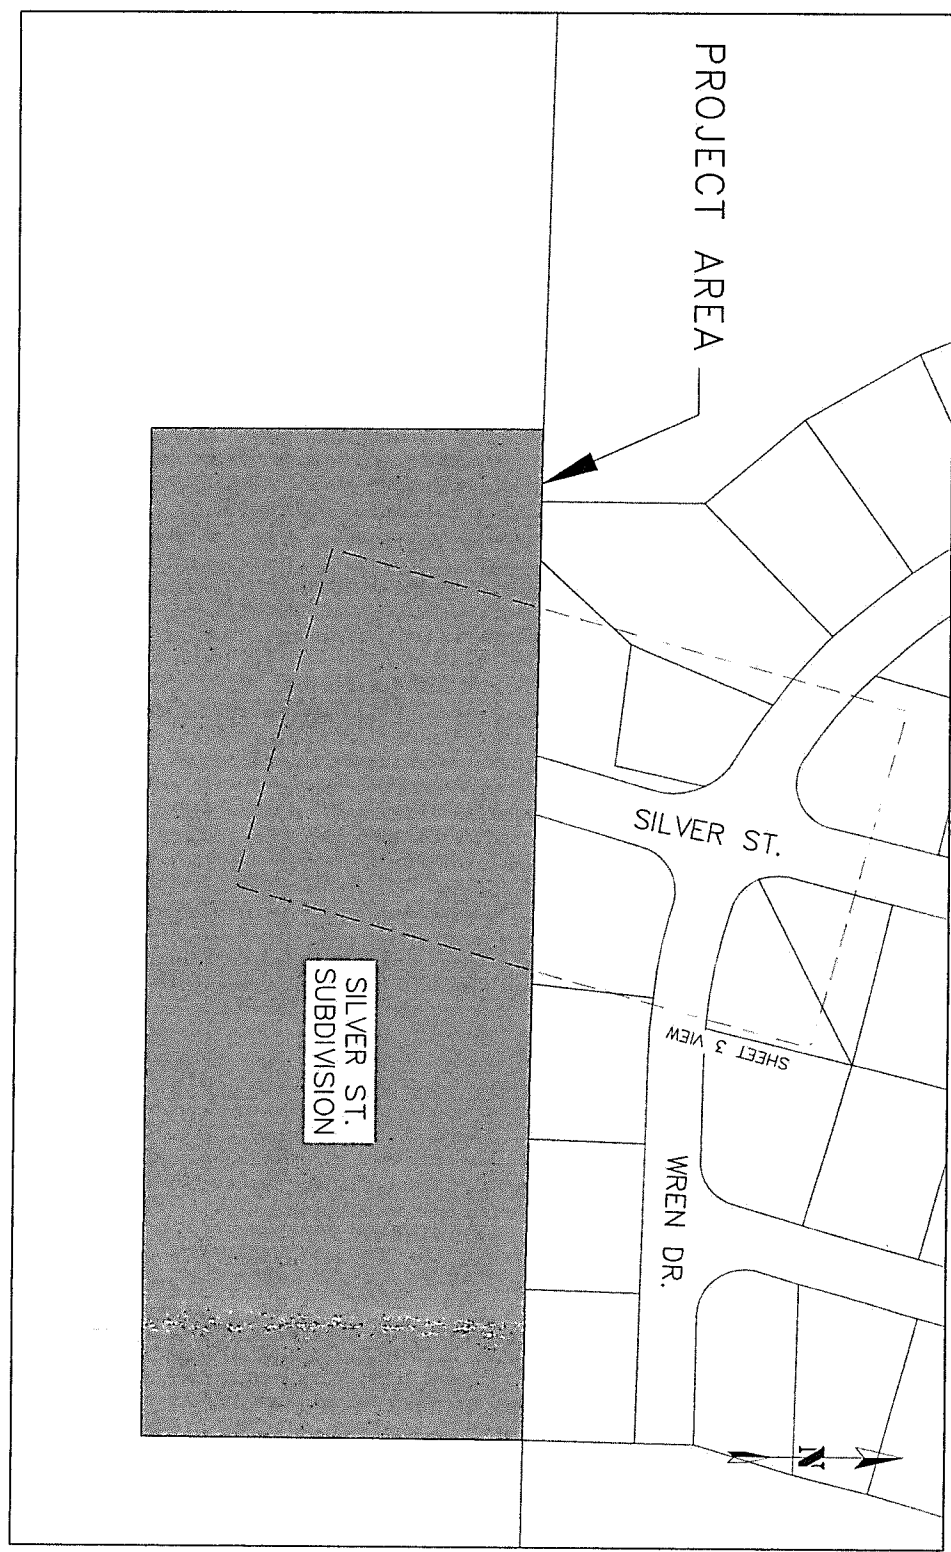 PROJECT AREA
SILVER ST.
SHEET 3 VIEW
WREN DR.
SILVER ST.
SUBDIVISION
N